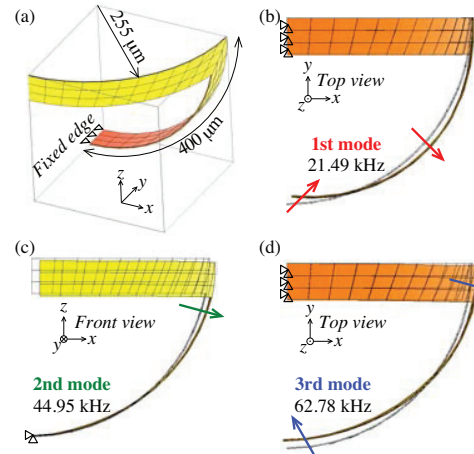 (a)
255 μm
400 μm
Fixed edge
z
y
x
(b)
y
z
x
Top view
1st mode
21.49 kHz
(c)
z
y
x
Front view
2nd mode
44.95 kHz
(d)
y
z
x
Top view
3rd mode
62.78 kHz